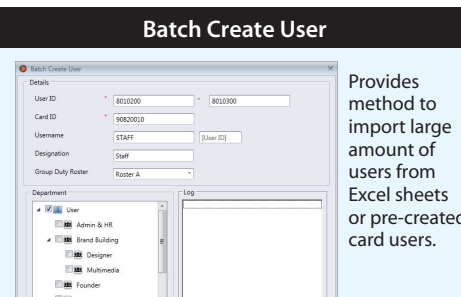 Batch Create User
Batch Create User
Details
User ID * 8010200 - 8010300
Card ID * 90820010
Username STAFF [User ID]
Designation Staff
Group Duty Roster Roster A
Department
Log
User
Admin & HR
Brand Building
Designer
Multimedia
Founder
Provides
method to
import large
amount of
users from
Excel sheets
or pre-created
card users.